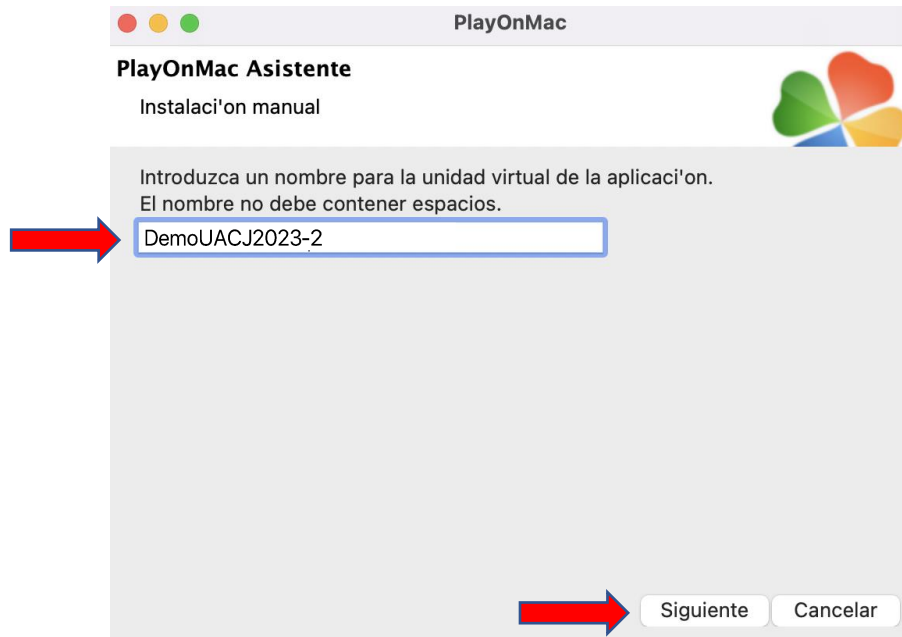 PlayOnMac
PlayOnMac Asistente
Instalaci'on manual
Introduzca un nombre para la unidad virtual de la aplicaci'on.
El nombre no debe contener espacios.
DemoUACJ2023-2
Siguiente
Cancelar